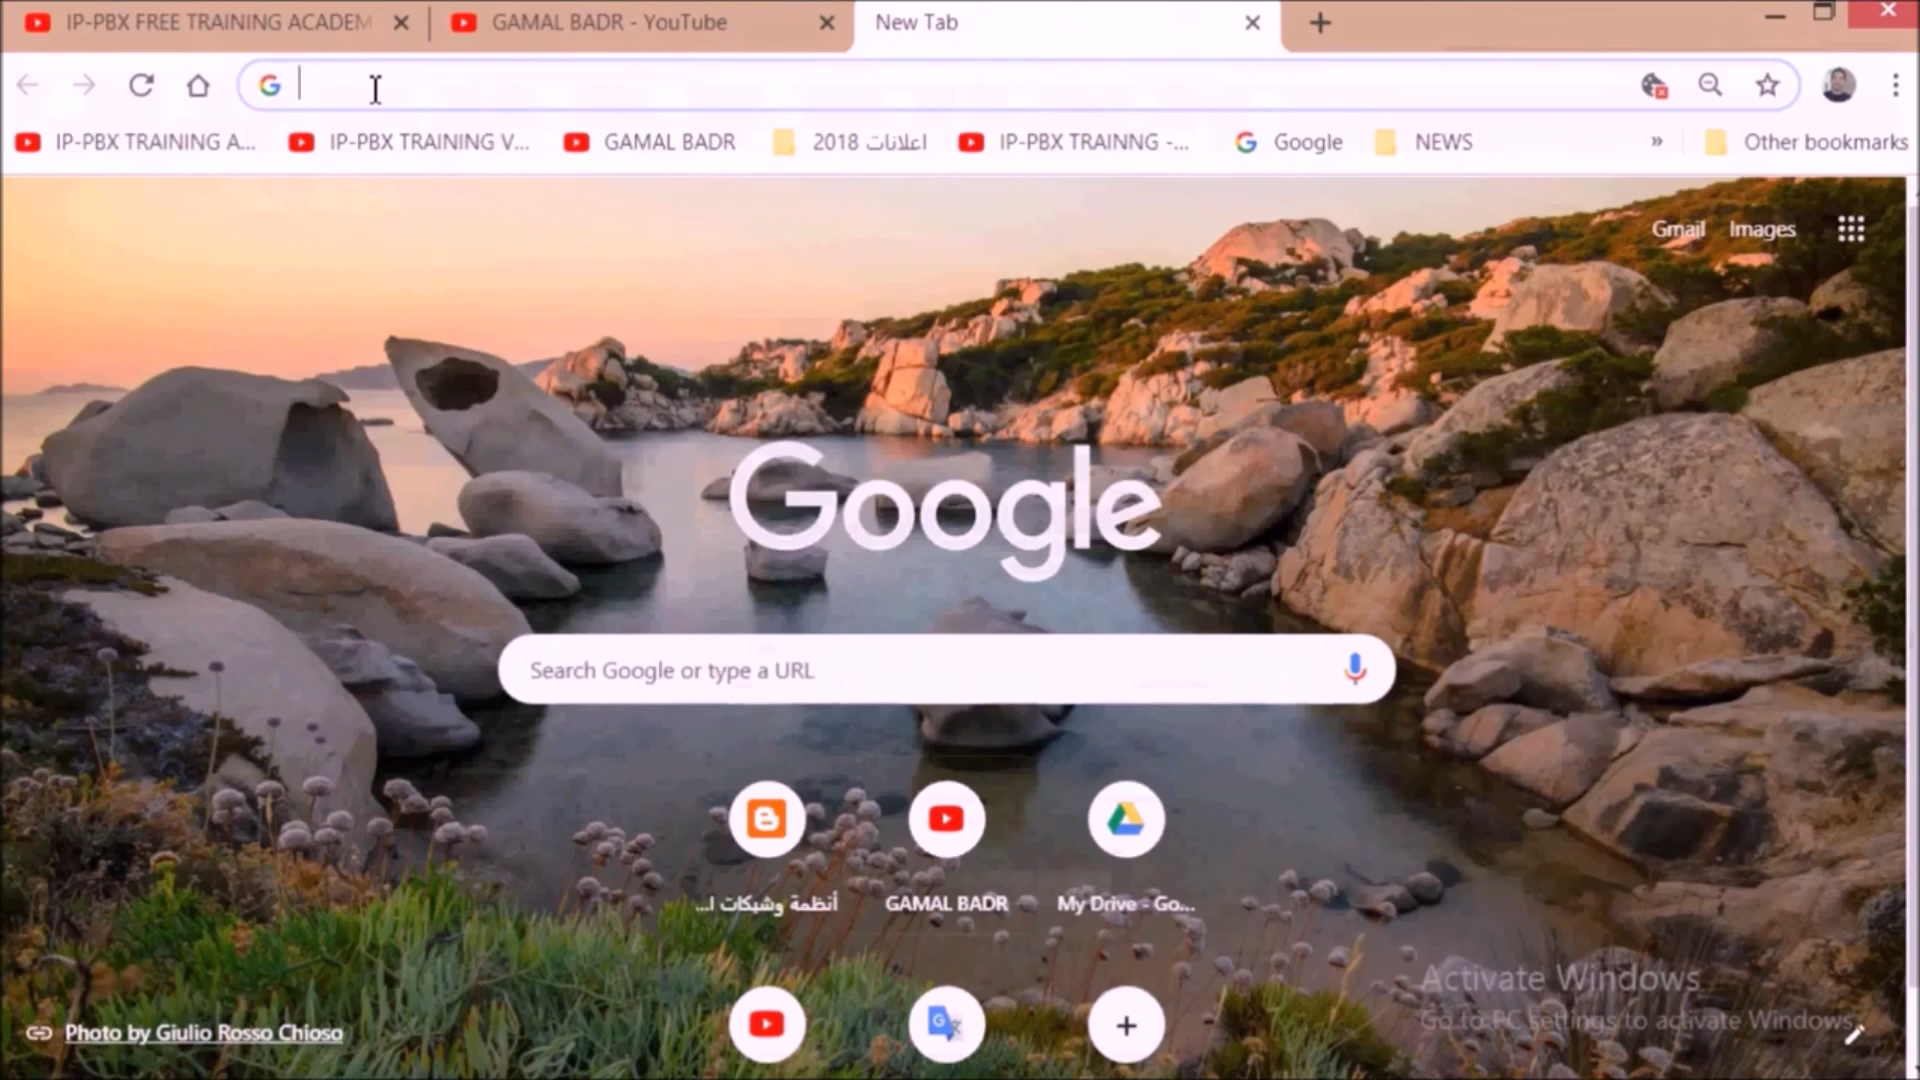 IP-PBX FREE TRAINING ACADEM
GAMAL BADR - YouTube
New Tab
IP-PBX TRAINING A...
IP-PBX TRAINING V...
GAMAL BADR
اعلانات 2018
IP-PBX TRAINNG -...
Google
NEWS
»
Other bookmarks
Gmail
Images
Google
Search Google or type a URL
أنظمة وشبكات ا...
GAMAL BADR
My Drive - Go...
Activate Windows
Go to PC settings to activate Windows.
Photo by Giulio Rosso Chioso